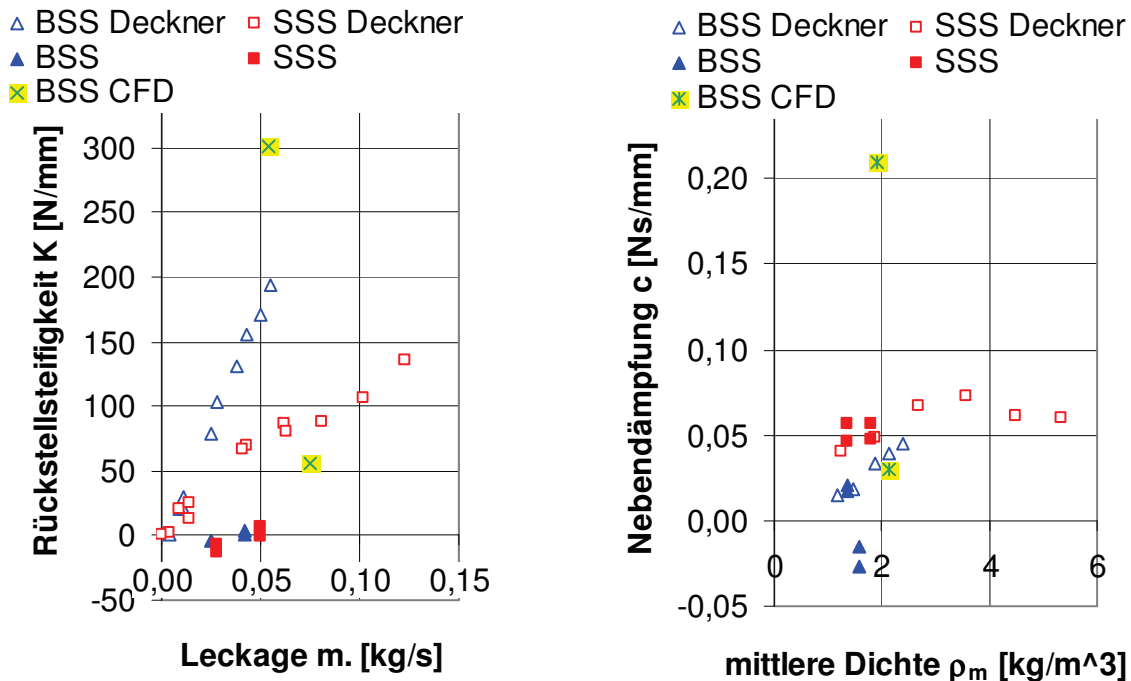 BSS Deckner SSS Deckner
BSS SSS
BSS CFD
Rückstellsteifigkeit K [N/mm]
300
250
200
150
100
50
0
-50
0,00 0,05 0,10 0,15
Leckage m. [kg/s]
BSS Deckner SSS Deckner
BSS SSS
BSS CFD
Nebendämpfung c [Ns/mm]
0,20
0,15
0,10
0,05
0,00
-0,05
0 2 4 6
mittlere Dichte ρm [kg/m^3]